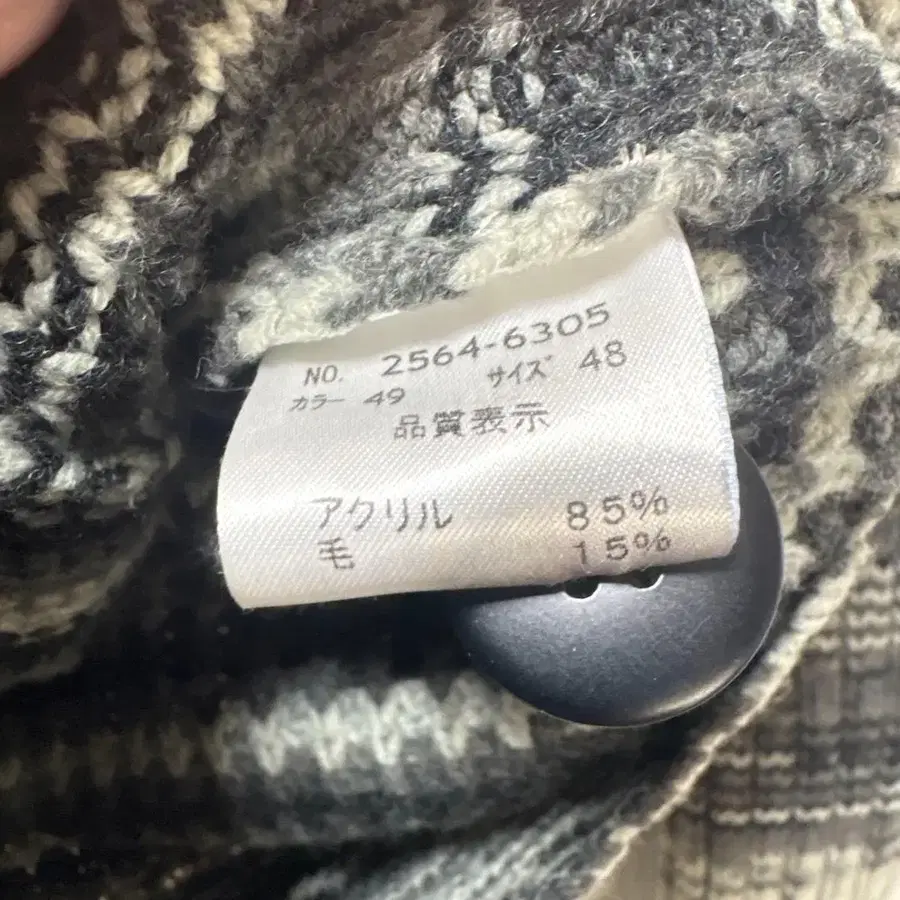 NO. 2564-6305
カラー 49 サイズ 48
品質表示
アクリル 85%
毛 15%